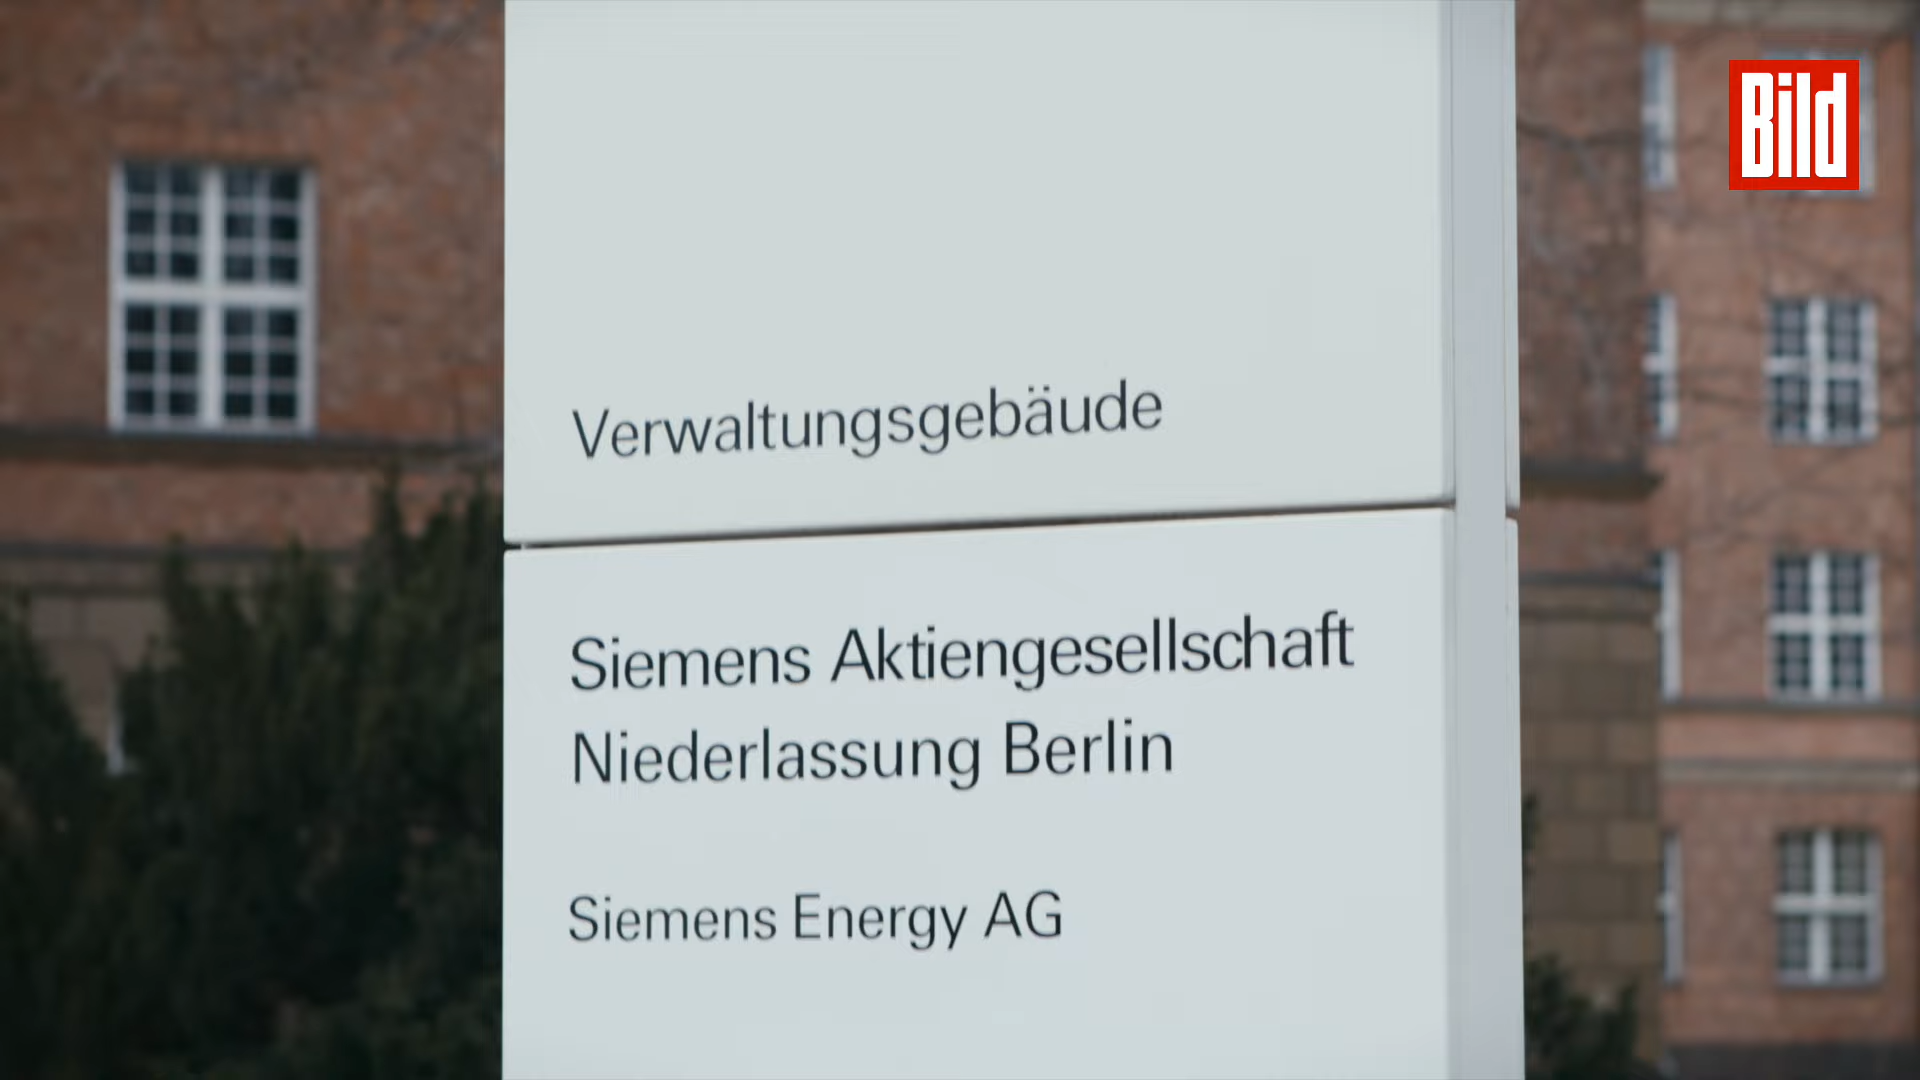 Bild
Verwaltungsgebäude
Siemens Aktiengesellschaft
Niederlassung Berlin
Siemens Energy AG